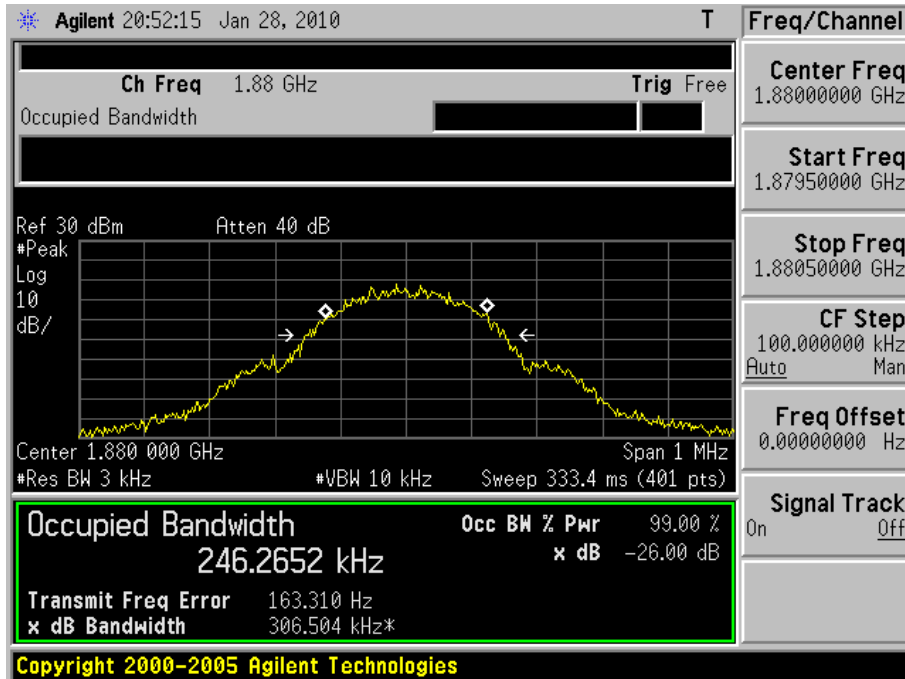 Agilent 20:52:15 Jan 28, 2010 T
Freq/Channel
Ch Freq 1.88 GHz Trig Free
Occupied Bandwidth
Center Freq
1.88000000 GHz
Start Freq
1.87950000 GHz
Stop Freq
1.88050000 GHz
CF Step
100.000000 kHz
Auto Man
Freq Offset
0.00000000 Hz
Signal Track
On Off
Ref 30 dBm Atten 40 dB
#Peak
Log
10
dB/
Center 1.880 000 GHz Span 1 MHz
#Res BW 3 kHz #VBW 10 kHz Sweep 333.4 ms (401 pts)
Occupied Bandwidth Occ BW % Pwr 99.00 %
246.2652 kHz x dB -26.00 dB
Transmit Freq Error 163.310 Hz
x dB Bandwidth 306.504 kHz*
Copyright 2000-2005 Agilent Technologies